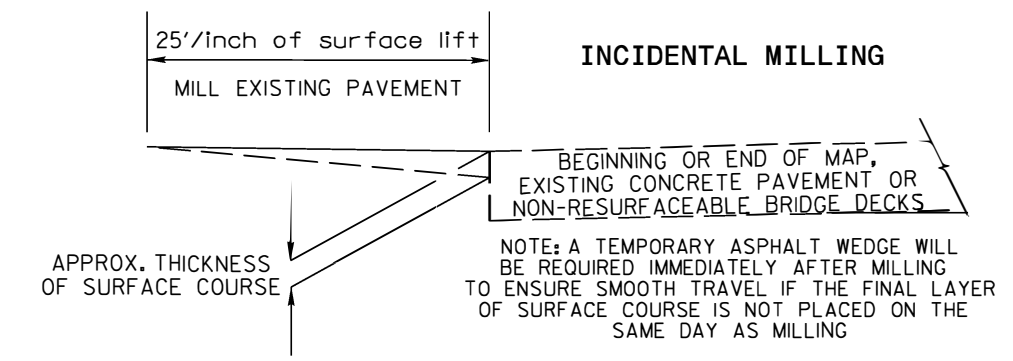 25'/inch of surface lift
MILL EXISTING PAVEMENT
INCIDENTAL MILLING
BEGINNING OR END OF MAP,
EXISTING CONCRETE PAVEMENT OR
NON-RESURFACEABLE BRIDGE DECKS
APPROX. THICKNESS
OF SURFACE COURSE
NOTE: A TEMPORARY ASPHALT WEDGE WILL
BE REQUIRED IMMEDIATELY AFTER MILLING
TO ENSURE SMOOTH TRAVEL IF THE FINAL LAYER
OF SURFACE COURSE IS NOT PLACED ON THE
SAME DAY AS MILLING